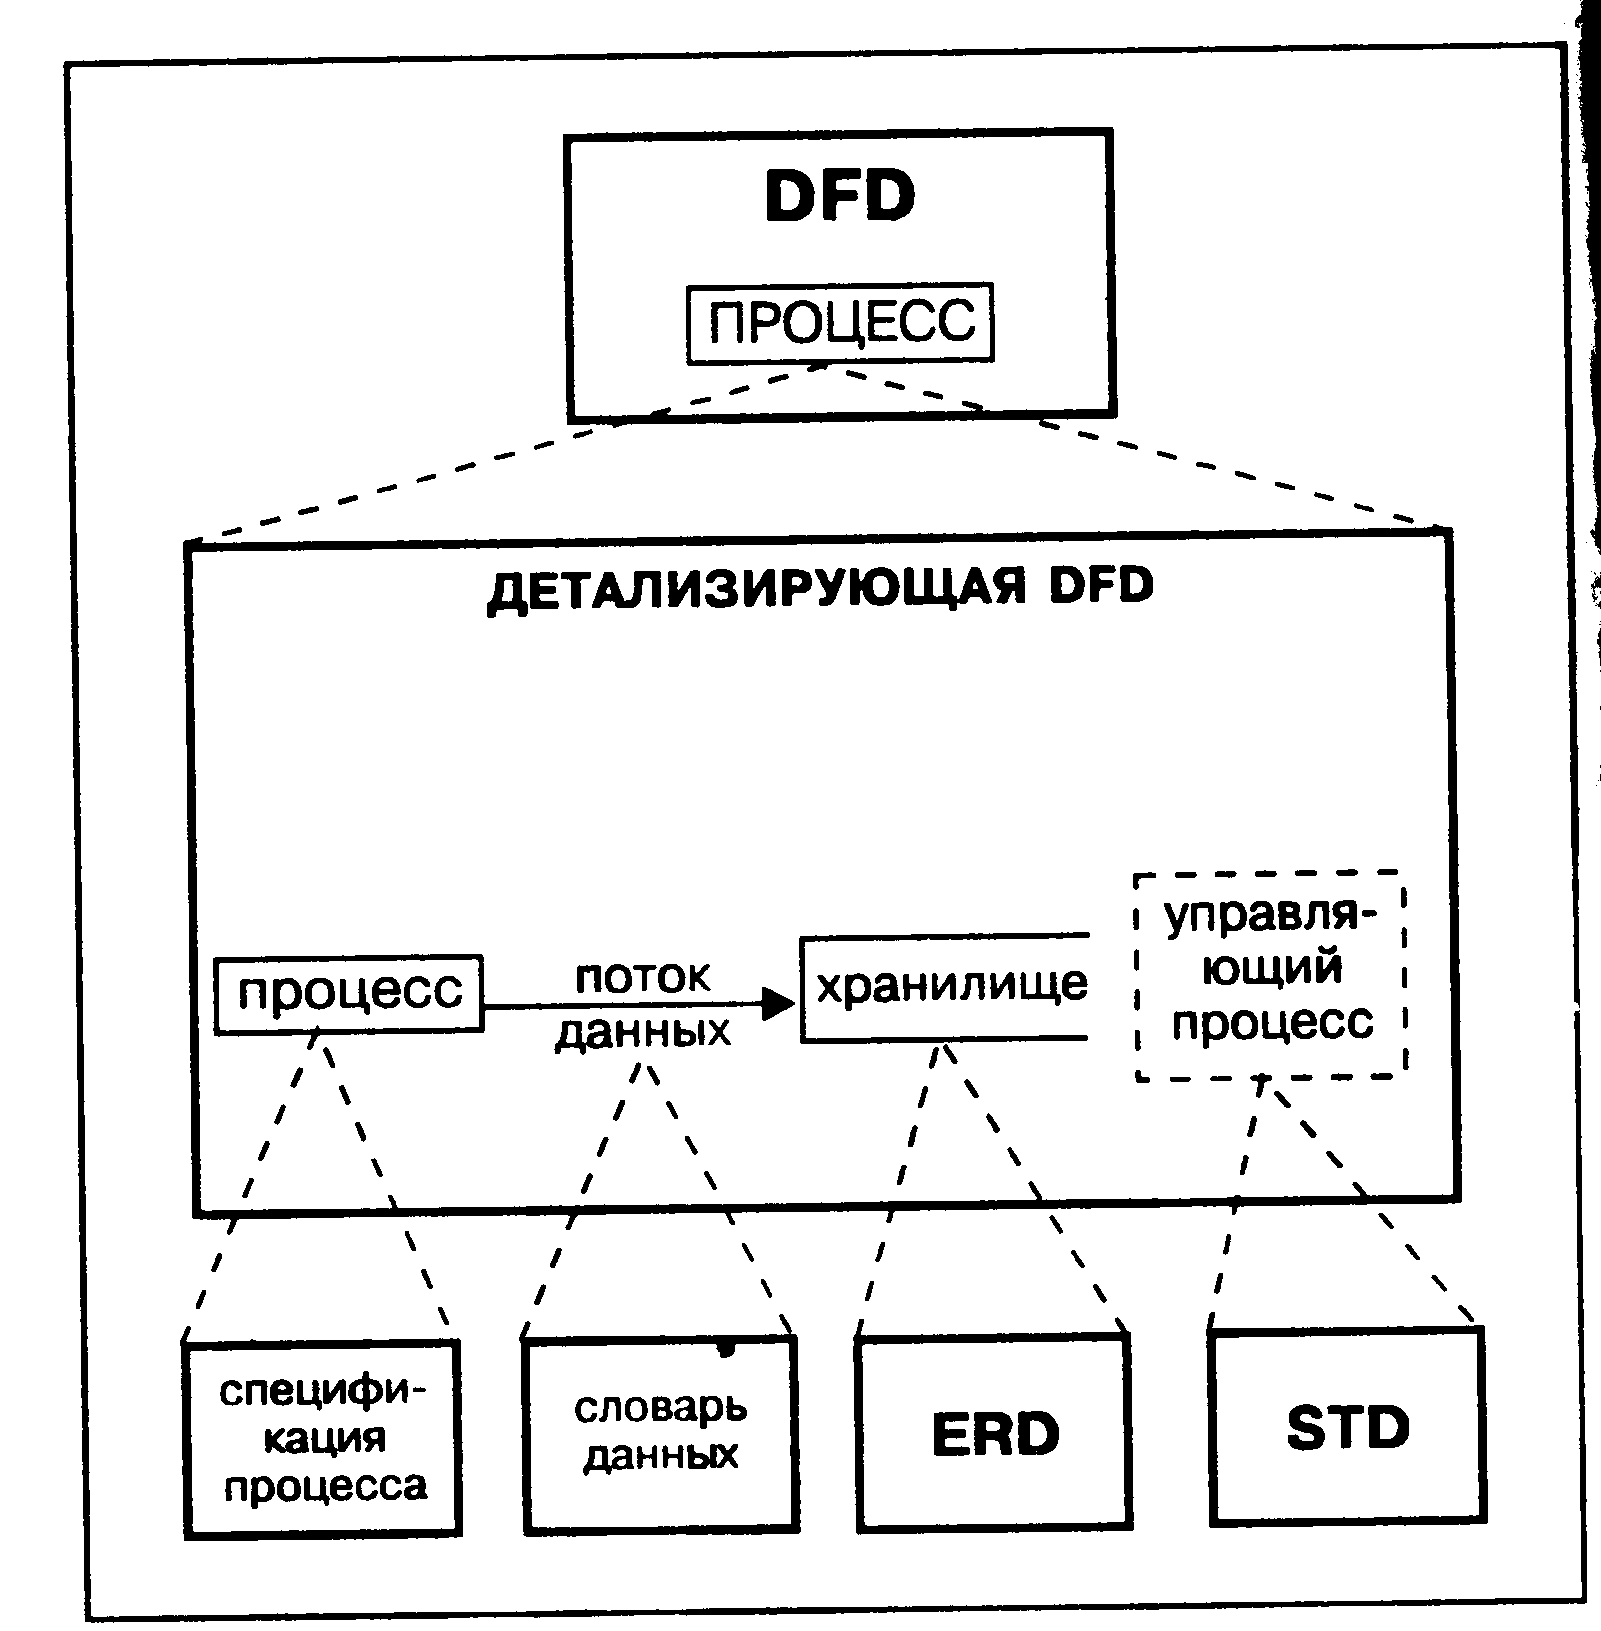 DFD
ПРОЦЕСС
ДЕТАЛИЗИРУЮЩАЯ DFD
процесс
поток
данных
хранилище
управля-
ющий
процесс
специфи-
кация
процесса
словарь
данных
ERD
STD